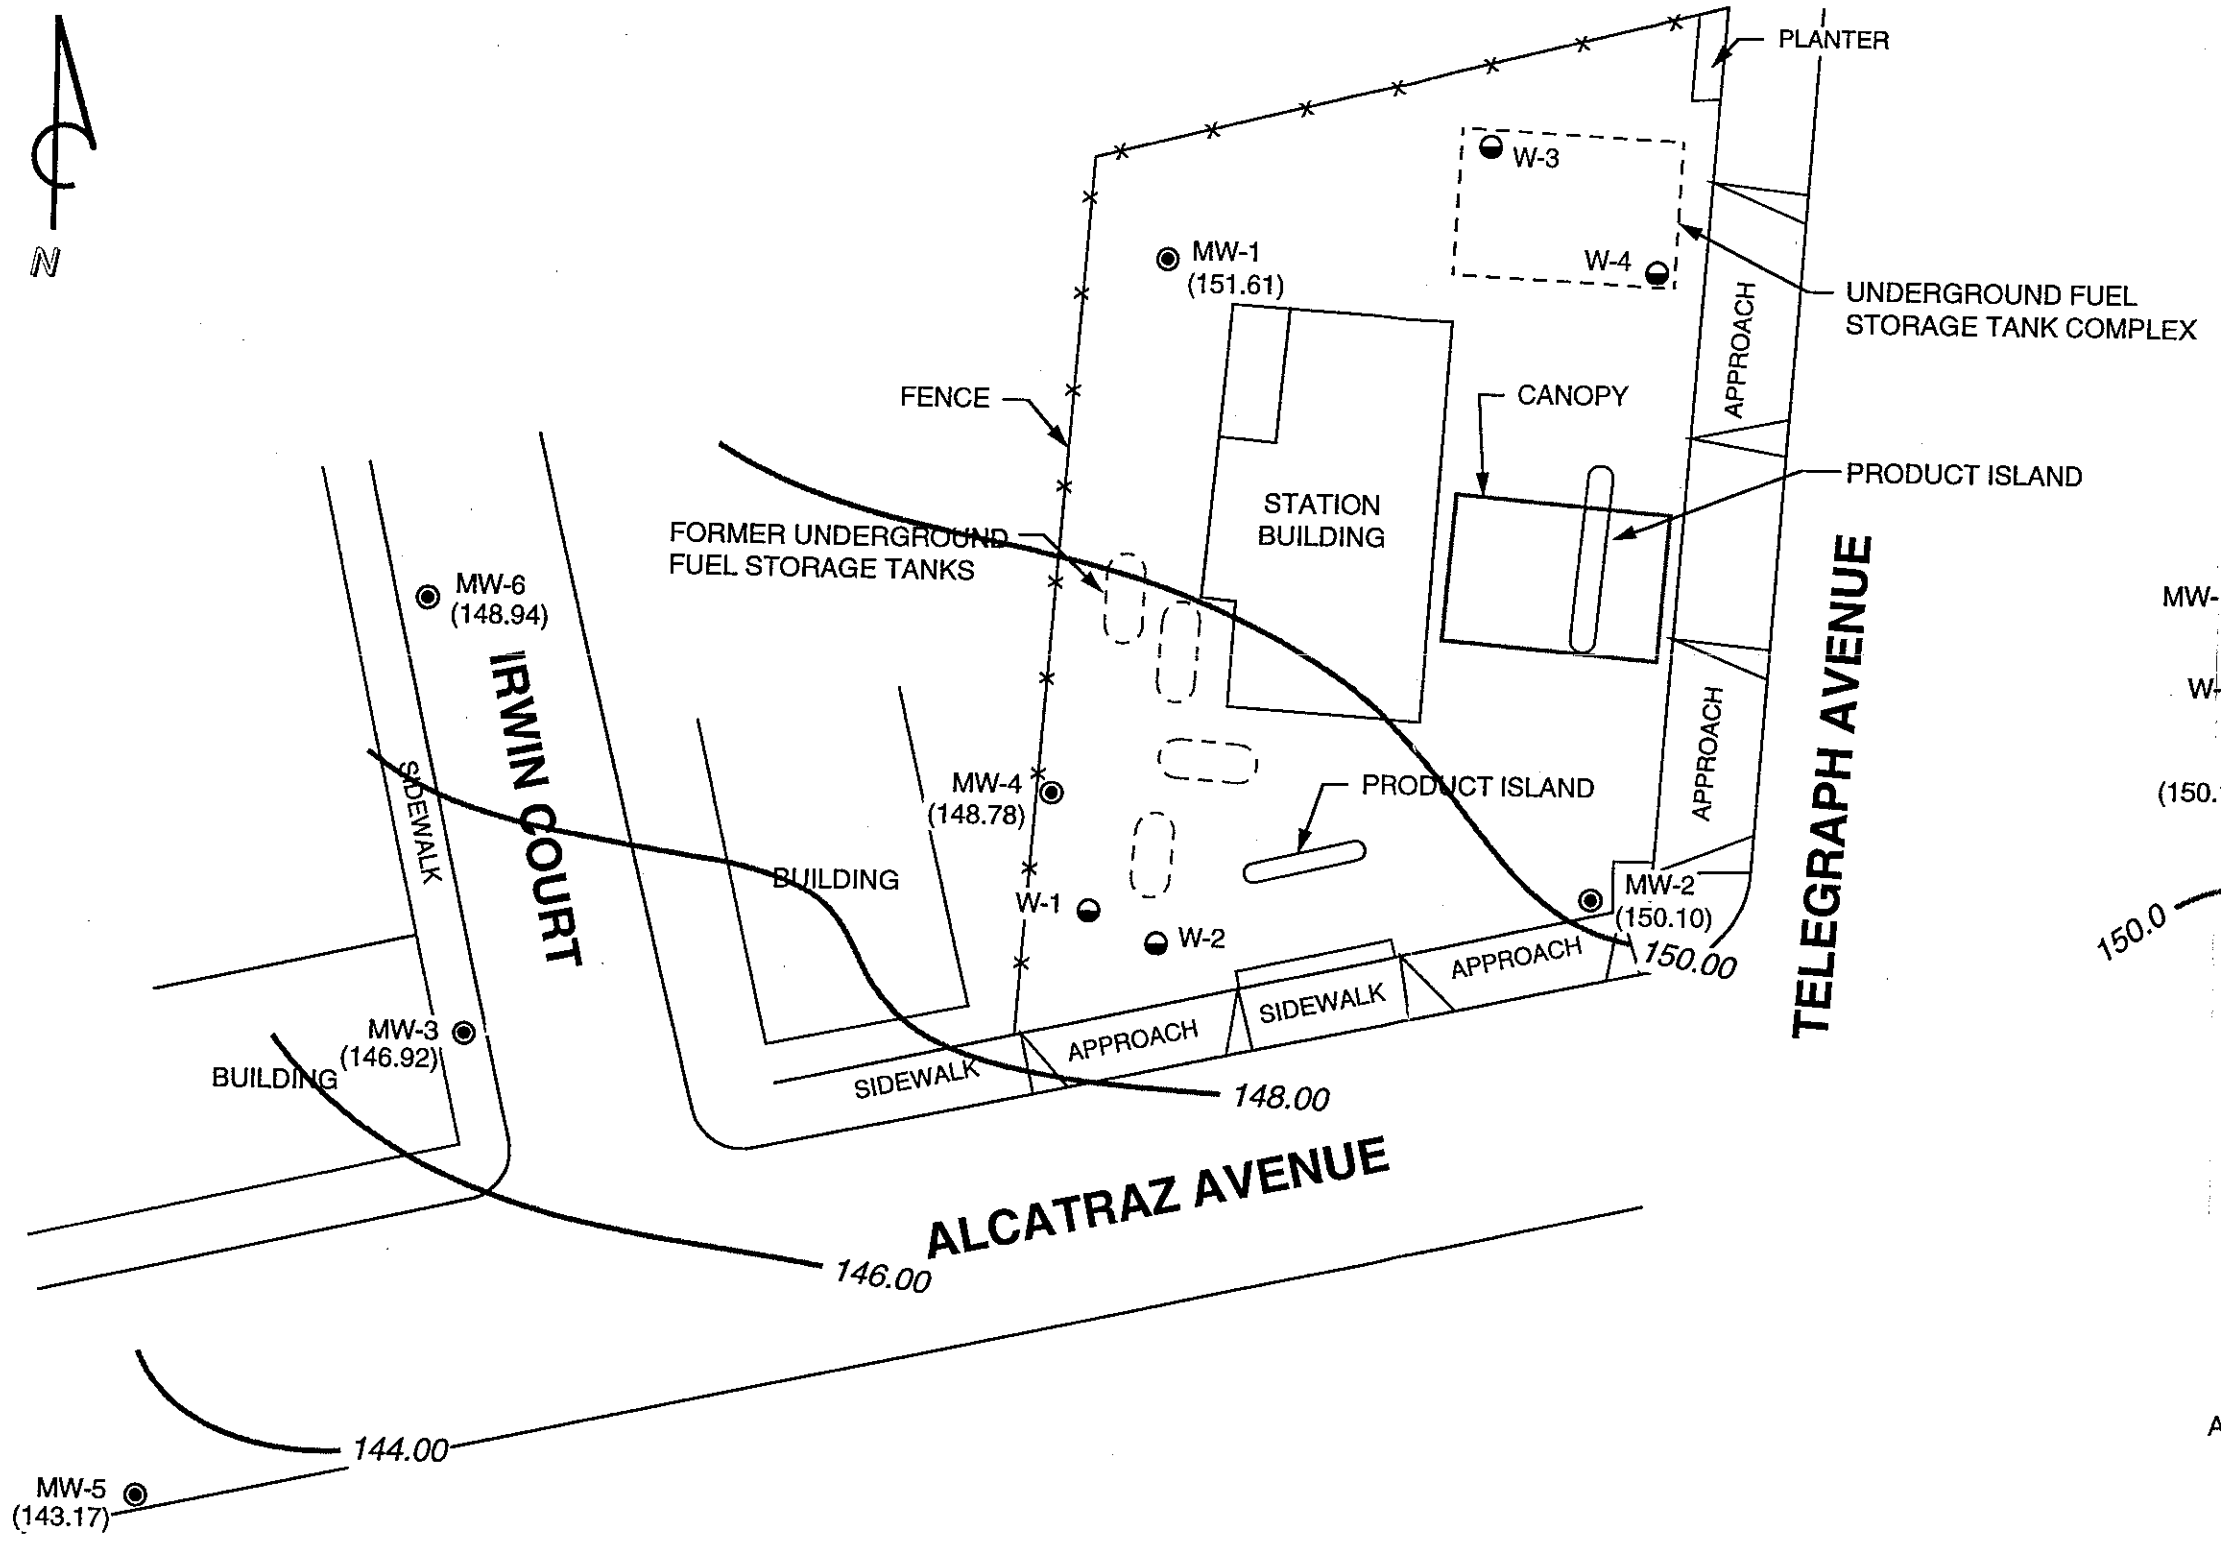 PLANTER
W-3
MW-1
(151.61)
W-4
UNDERGROUND FUEL
STORAGE TANK COMPLEX
APPROACH
FENCE
CANOPY
PRODUCT ISLAND
STATION
BUILDING
FORMER UNDERGROUND
FUEL STORAGE TANKS
MW-6
(148.94)
IRWIN COURT
SIDEWALK
TELEGRAPH AVENUE
MW-
W-
(150.
APPROACH
MW-4
(148.78)
PRODUCT ISLAND
BUILDING
W-1
W-2
MW-2
(150.10)
150.00
150.0
APPROACH
SIDEWALK
APPROACH
SIDEWALK
148.00
MW-3
(146.92)
BUILDING
ALCATRAZ AVENUE
146.00
144.00
MW-5
(143.17)
N
A